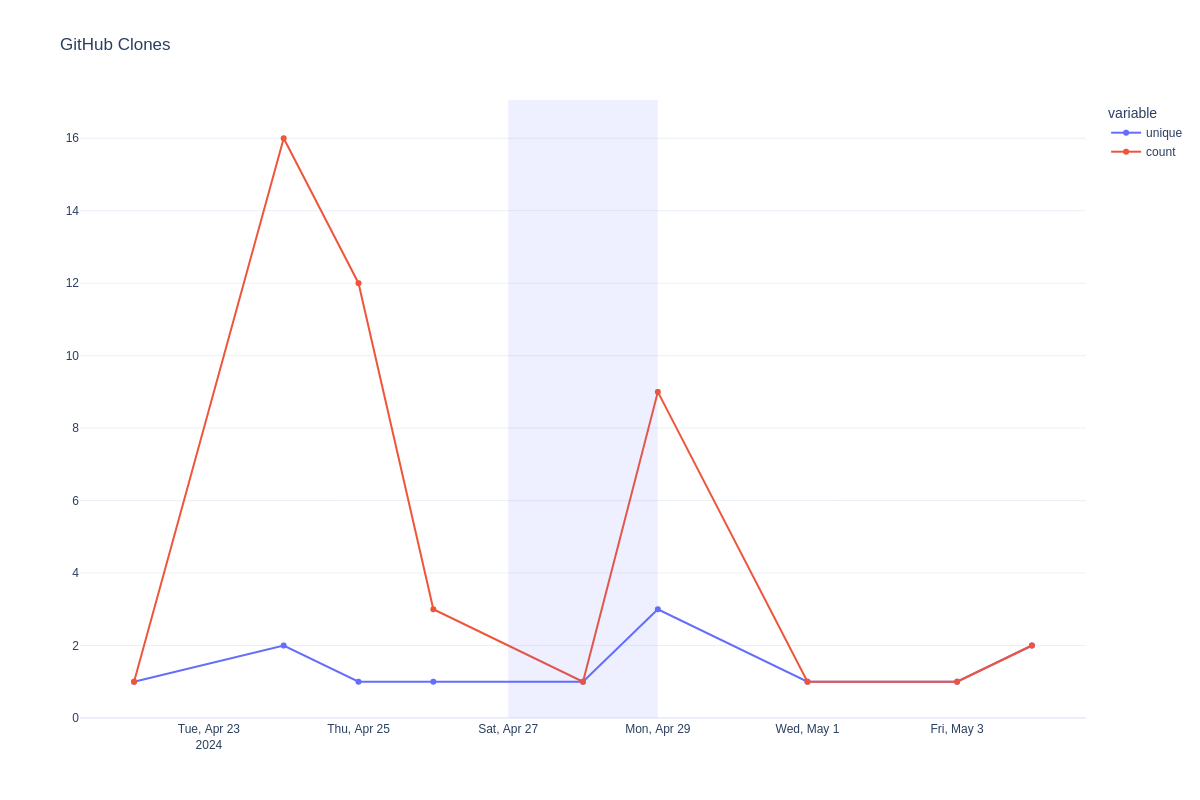 GitHub Clones
variable
unique
count
16
14
12
10
8
6
4
2
0
Tue, Apr 23
2024
Thu, Apr 25
Sat, Apr 27
Mon, Apr 29
Wed, May 1
Fri, May 3